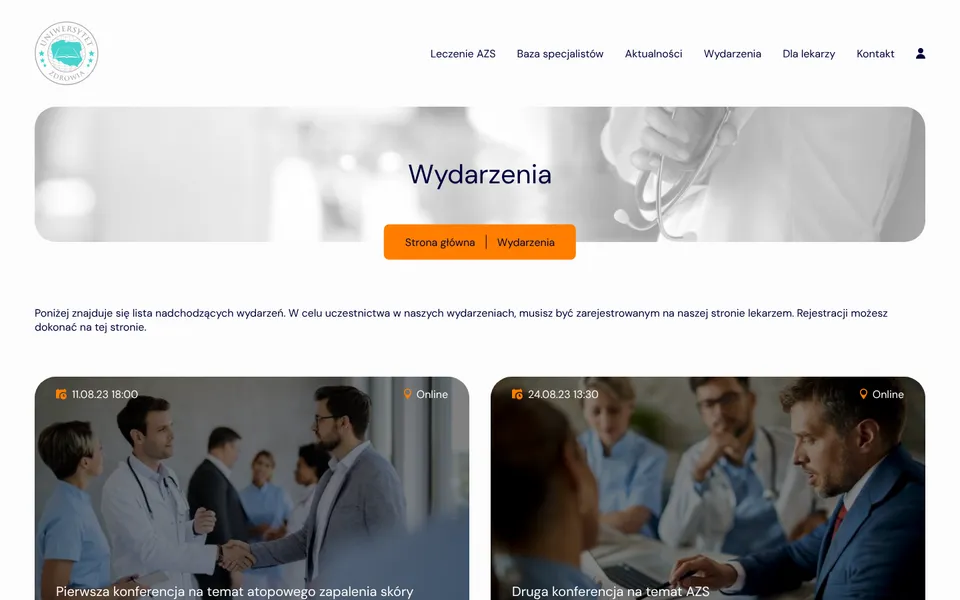 UNIWERSYTET
ZDROWIA
Leczenie AZS
Baza specjalistów
Aktualności
Wydarzenia
Dla lekarzy
Kontakt
Wydarzenia
Strona główna
Wydarzenia
Poniżej znajduje się lista nadchodzących wydarzeń. W celu uczestnictwa w naszych wydarzeniach, musisz być zarejestrowanym na naszej stronie lekarzem. Rejestracji możesz
dokonać na tej stronie.
11.08.23 18:00
Online
24.08.23 13:30
Online
Pierwsza konferencja na temat atopowego zapalenia skóry
Druga konferencja na temat AZS